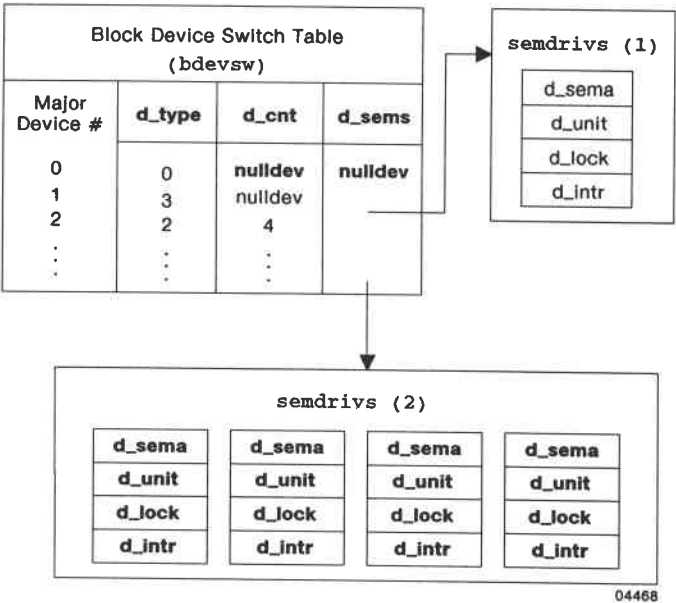 Block Device Switch Table
(bdevsw)
Major
Device #
d_type
d_cnt
d_sems
0
0
nulldev
nulldev
1
3
nulldev
2
2
4
semdrivs (1)
d_sema
d_unit
d_lock
d_intr
semdrivs (2)
d_sema d_sema d_sema d_sema
d_unit d_unit d_unit d_unit
d_lock d_lock d_lock d_lock
d_intr d_intr d_intr d_intr
04468